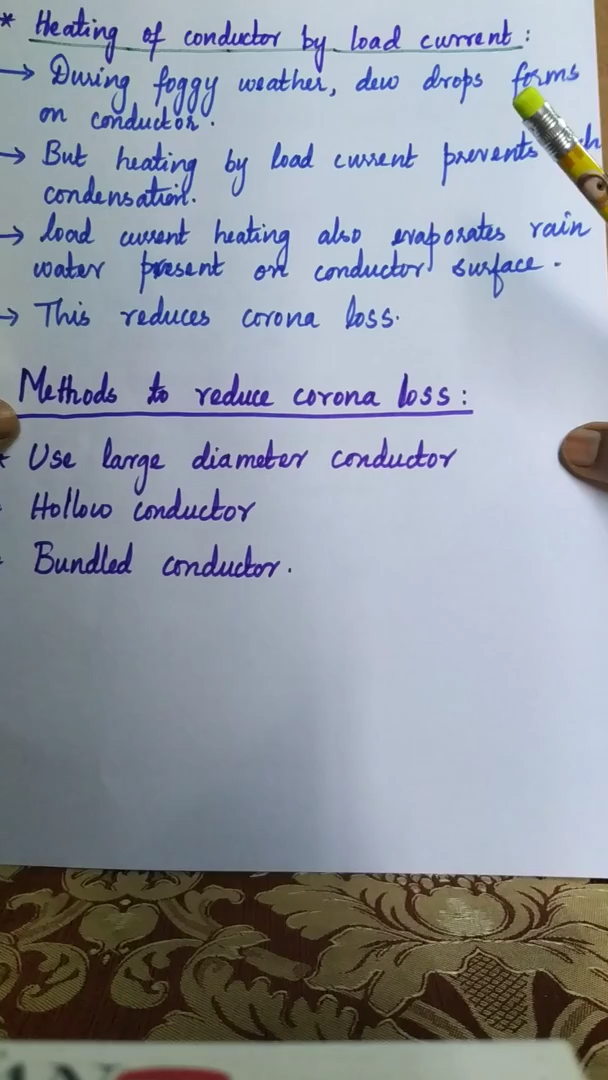 * Heating of conductor by load current :
→ During foggy weather, dew drops forms
on conductor.
→ But heating by load current prevents
condensation.
→ load current heating also evaporates rain
water present on conductor surface.
→ This reduces corona loss.
Methods to reduce corona loss :
* Use large diameter conductor
Hollow conductor
Bundled conductor.